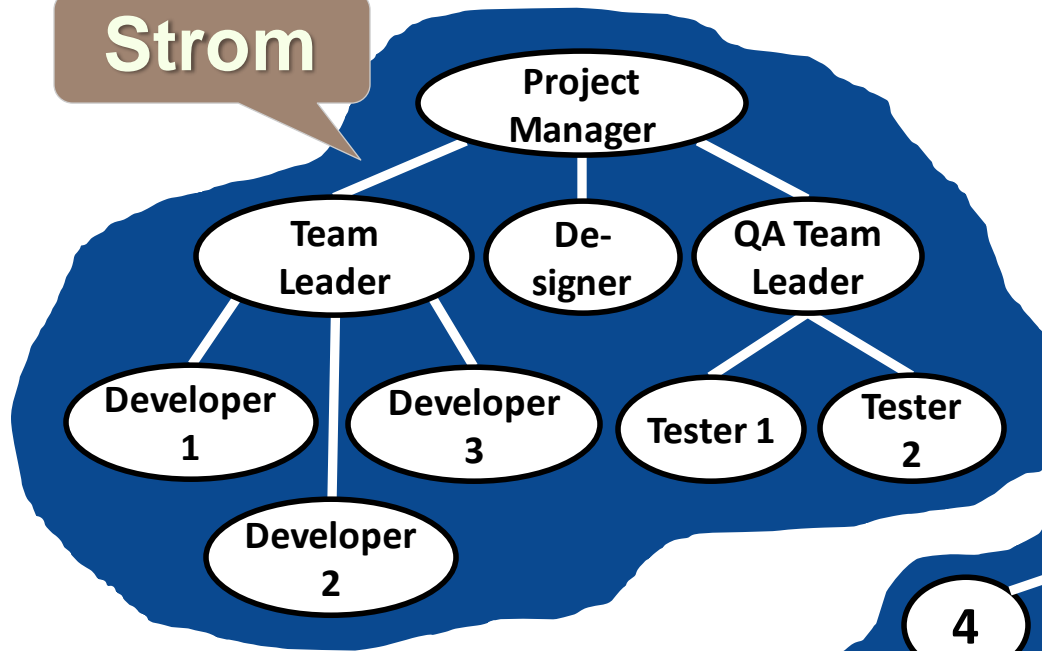 Strom
Project
Manager
Team
Leader
De-
signer
QA Team
Leader
Developer
1
Developer
3
Tester 1
Tester
2
Developer
2
4